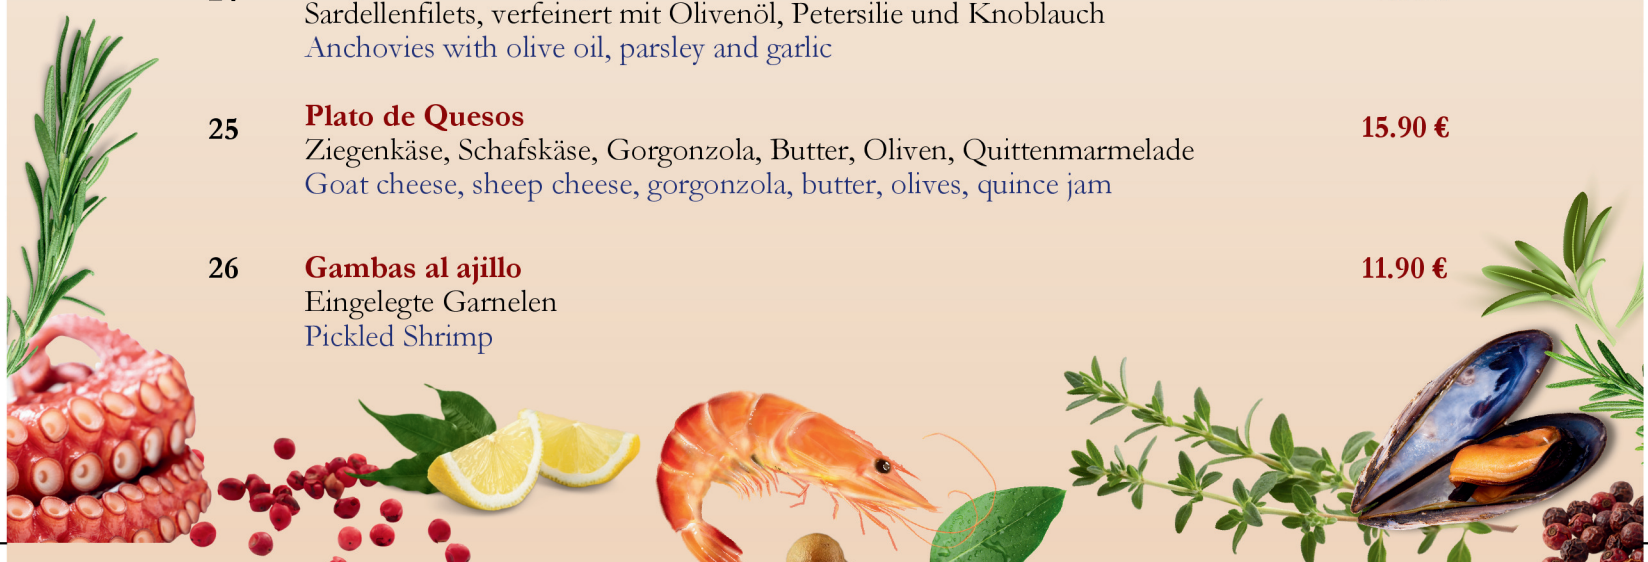 Sardellenfilets, verfeinert mit Olivenöl, Petersilie und Knoblauch
Anchovies with olive oil, parsley and garlic
25
Plato de Quesos
15.90 €
Ziegenkäse, Schafskäse, Gorgonzola, Butter, Oliven, Quittenmarmelade
Goat cheese, sheep cheese, gorgonzola, butter, olives, quince jam
26
Gambas al ajillo
11.90 €
Eingelegte Garnelen
Pickled Shrimp